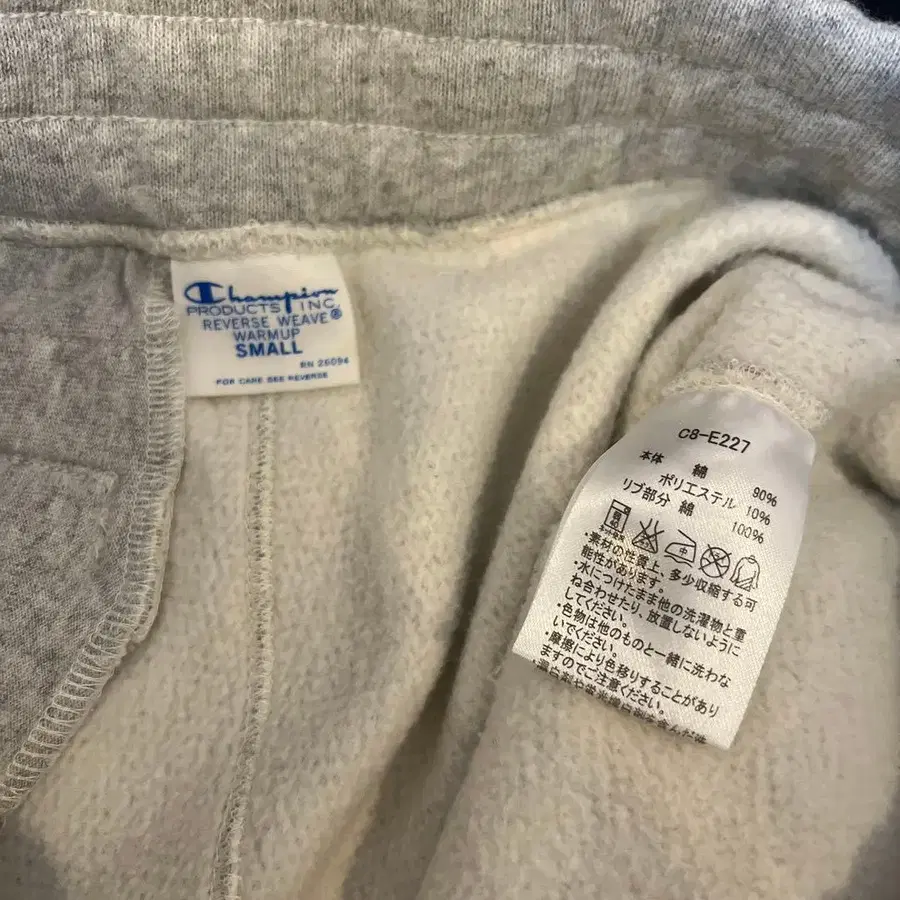 Champion
PRODUCTS INC.
REVERSE WEAVE®
WARMUP
SMALL
RN 26094
FOR CARE SEE REVERSE
C8-E227
本体 綿 90%
ポリエステル 10%
リブ部分 綿 100%
・素材の性質上、多少収縮する可
能性があります。
・水につけたまま他の洗濯物と重
ね合わせたり、放置しないように
してください。
・色物は他のものと一緒に洗わな
いでください。
・摩擦により色移りすることがあり
ますのでご注意ください。